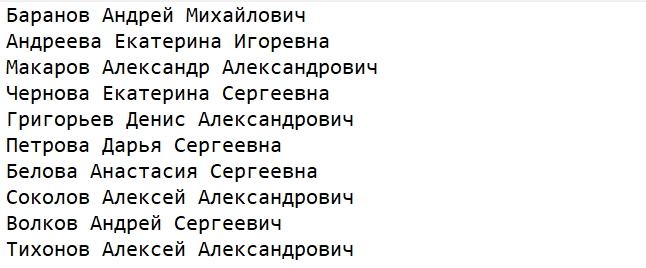 Баранов Андрей Михайлович
Андреева Екатерина Игоревна
Макаров Александр Александрович
Чернова Екатерина Сергеевна
Григорьев Денис Александрович
Петрова Дарья Сергеевна
Белова Анастасия Сергеевна
Соколов Алексей Александрович
Волков Андрей Сергеевич
Тихонов Алексей Александрович